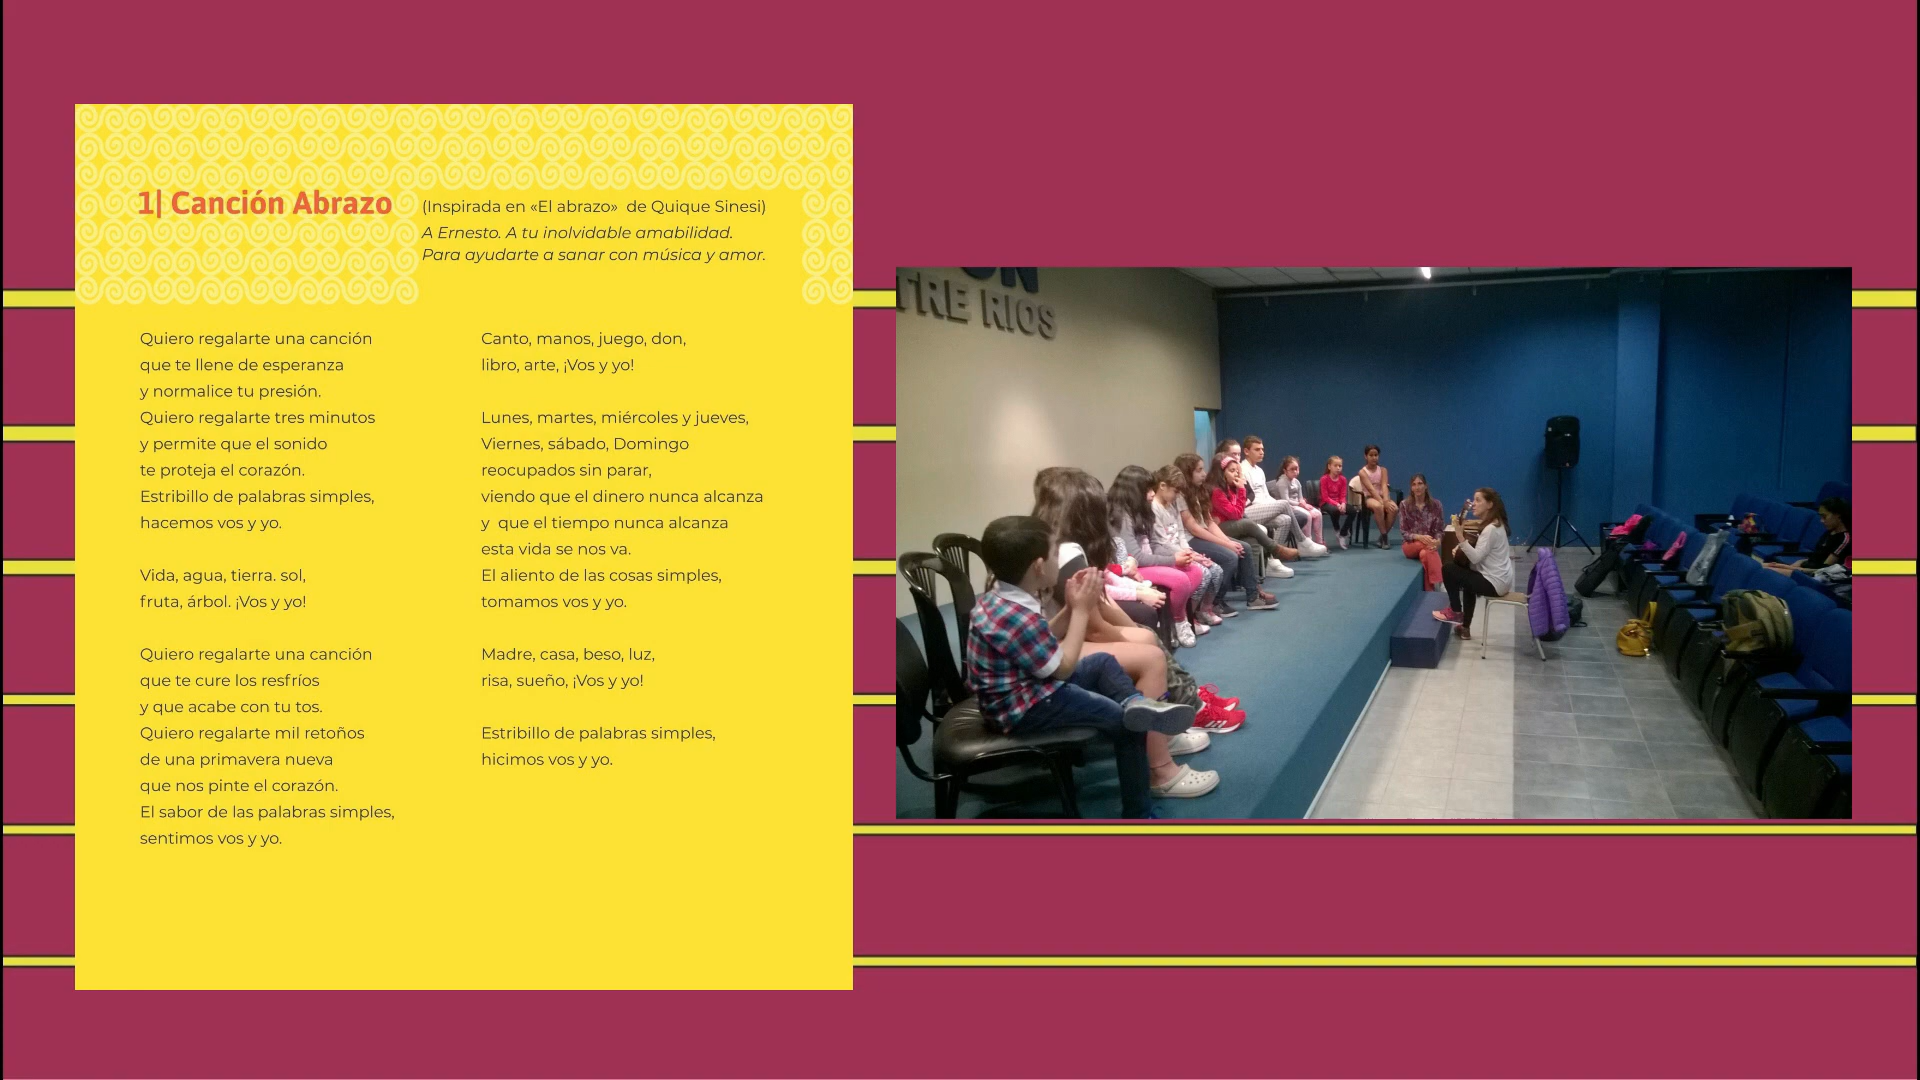 1| Canción Abrazo
(Inspirada en «El abrazo»  de Quique Sinesi)
A Ernesto. A tu inolvidable amabilidad.
Para ayudarte a sanar con música y amor.
Quiero regalarte una canción
que te llene de esperanza
y normalice tu presión.
Quiero regalarte tres minutos
y permite que el sonido
te proteja el corazón.
Estribillo de palabras simples,
hacemos vos y yo.
Vida, agua, tierra. sol,
fruta, árbol. ¡Vos y yo!
Quiero regalarte una canción
que te cure los resfríos
y que acabe con tu tos.
Quiero regalarte mil retoños
de una primavera nueva
que nos pinte el corazón.
El sabor de las palabras simples,
sentimos vos y yo.
Canto, manos, juego, don,
libro, arte, ¡Vos y yo!
Lunes, martes, miércoles y jueves,
Viernes, sábado, Domingo
reocupados sin parar,
viendo que el dinero nunca alcanza
y  que el tiempo nunca alcanza
esta vida se nos va.
El aliento de las cosas simples,
tomamos vos y yo.
Madre, casa, beso, luz,
risa, sueño, ¡Vos y yo!
Estribillo de palabras simples,
hicimos vos y yo.
TRE RIOS